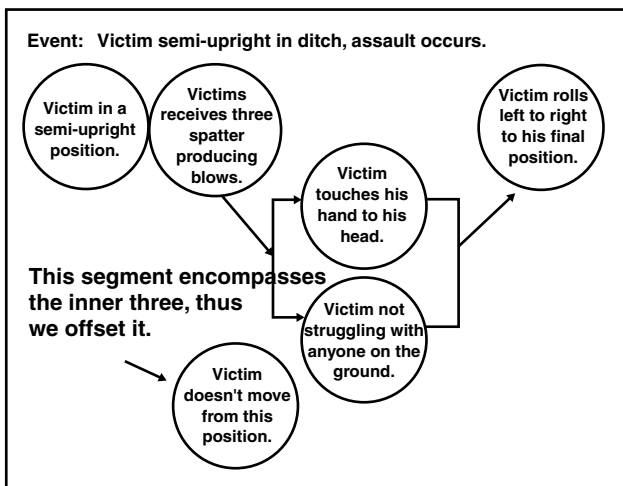 Event: Victim semi-upright in ditch, assault occurs.
Victim in a
semi-upright
position.
Victims
receives three
spatter
producing
blows.
Victim
touches his
hand to his
head.
Victim not
struggling with
anyone on the
ground.
Victim rolls
left to right
to his final
position.
This segment encompasses
the inner three, thus
we offset it.
Victim
doesn't move
from this
position.